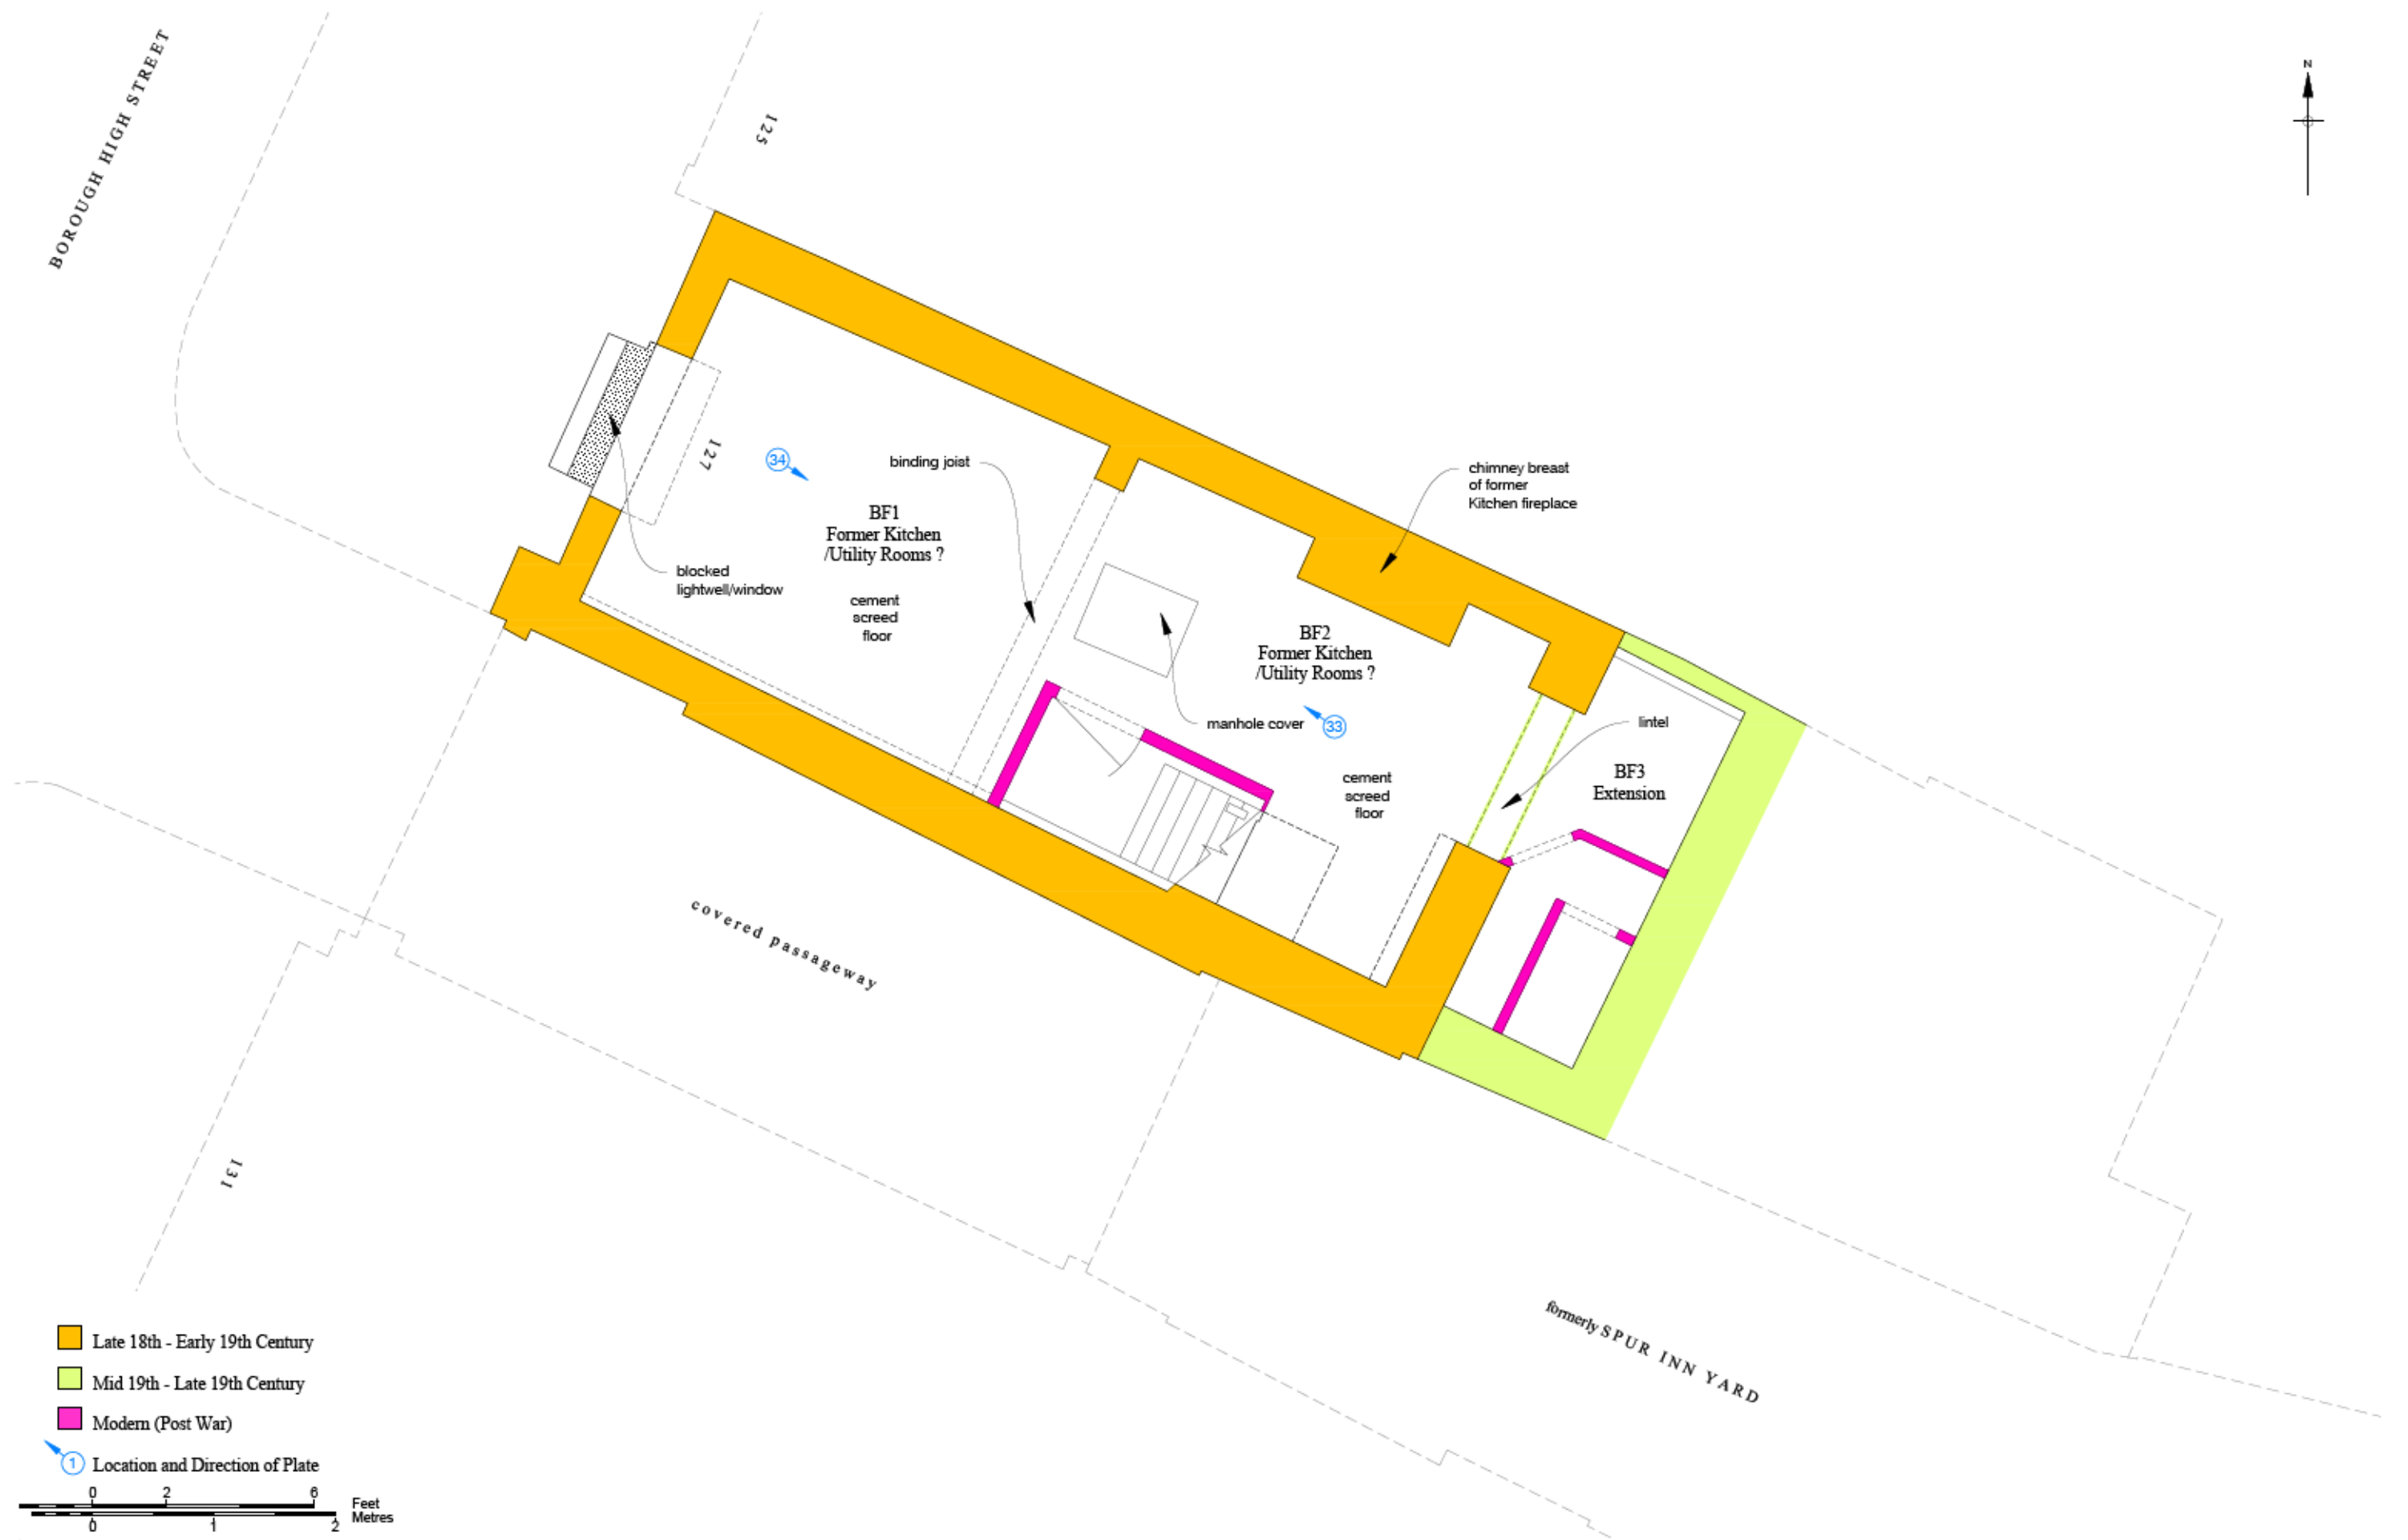 BOROUGH HIGH STREET
125
N
127
34
binding joist
chimney breast
of former
Kitchen fireplace
BF1
Former Kitchen
/Utility Rooms ?
blocked
lightwell/window
cement
screed
floor
BF2
Former Kitchen
/Utility Rooms ?
manhole cover
33
lintel
BF3
Extension
cement
screed
floor
covered passageway
131
formerly SPUR INN YARD
Late 18th - Early 19th Century
Mid 19th - Late 19th Century
Modern (Post War)
1 Location and Direction of Plate
0 2 6
Feet
Metres
0 1 2